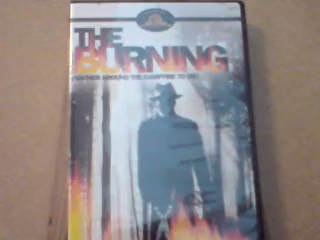 THE
BURNING
GATHER AROUND THE CAMPFIRE TO DIE!